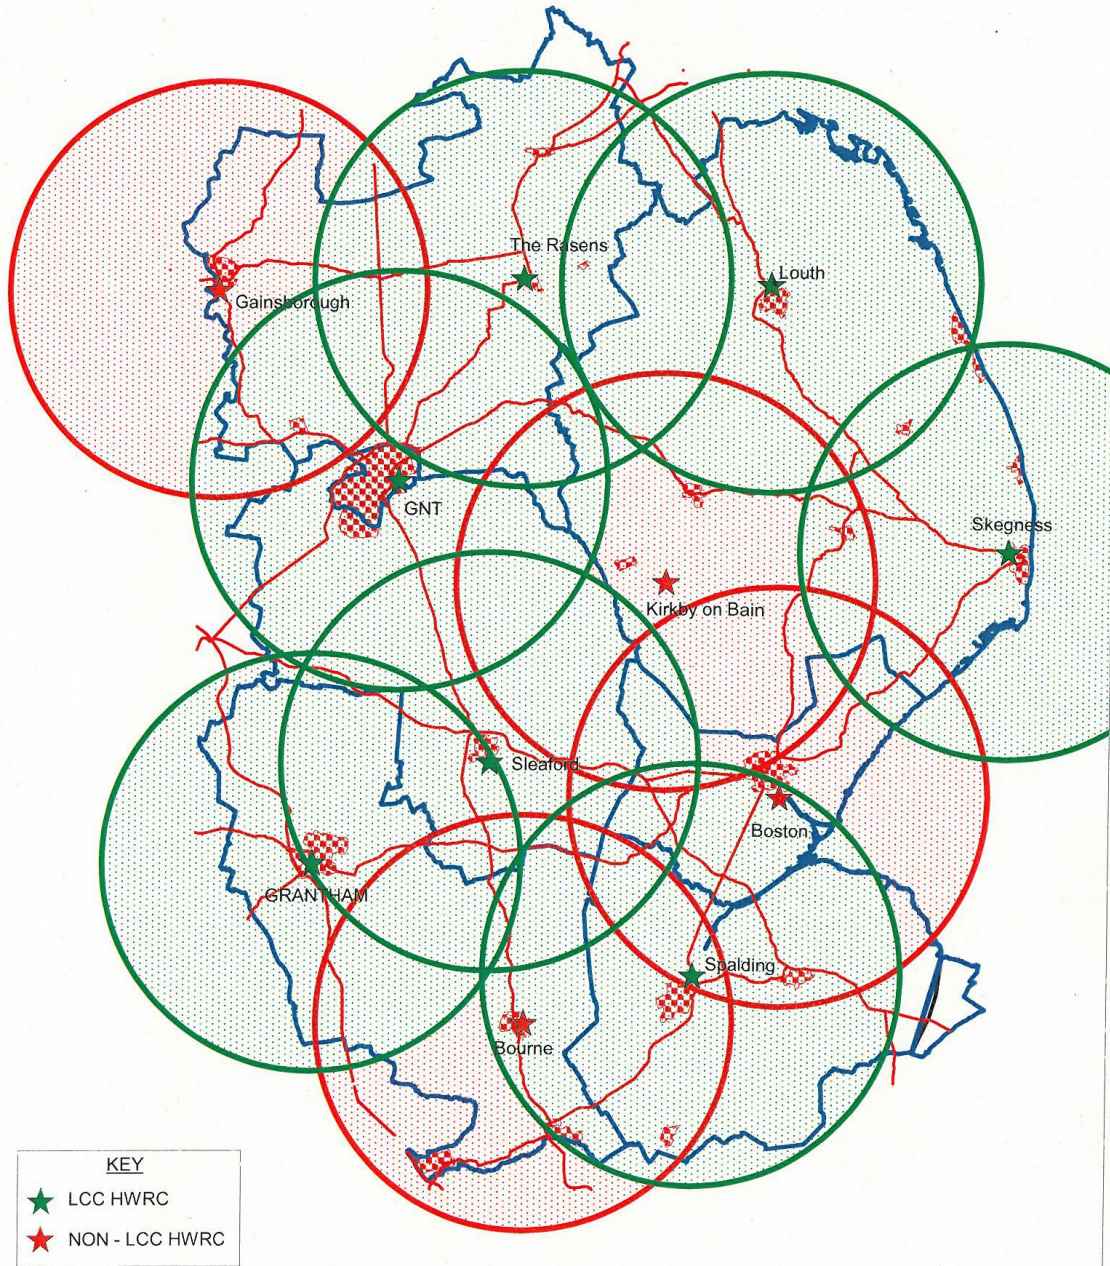 The Rasens
Louth
Gainsborough
GNT
Skegness
Kirkby on Bain
Sleaford
Boston
GRANTHAM
Spalding
Bourne
KEY
LCC HWRC
NON - LCC HWRC